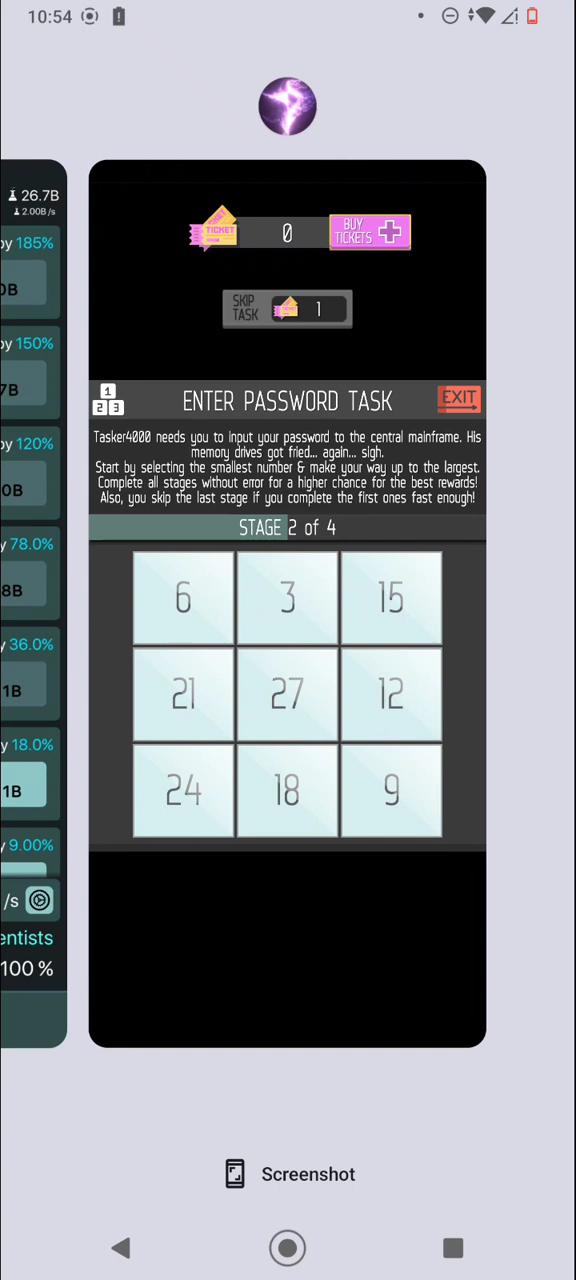 10:54
26.7B
2.00B /s
by 185%
0B
y 150%
7B
y 120%
0B
78.0%
8B
y 36.0%
1B
y 18.0%
1B
y 9.00%
/s
entists
100 %
TICKET
0
BUY
TICKETS
SKIP
TASK
1
1
2 3
ENTER PASSWORD TASK
EXIT
Tasker4000 needs you to input your password to the central mainframe. His
memory drives got fried... again... sigh.
Start by selecting the smallest number & make your way up to the largest.
Complete all stages without error for a higher chance for the best rewards!
Also, you skip the last stage if you complete the first ones fast enough!
STAGE 2 of 4
6 3 15
21 27 12
24 18 9
Screenshot